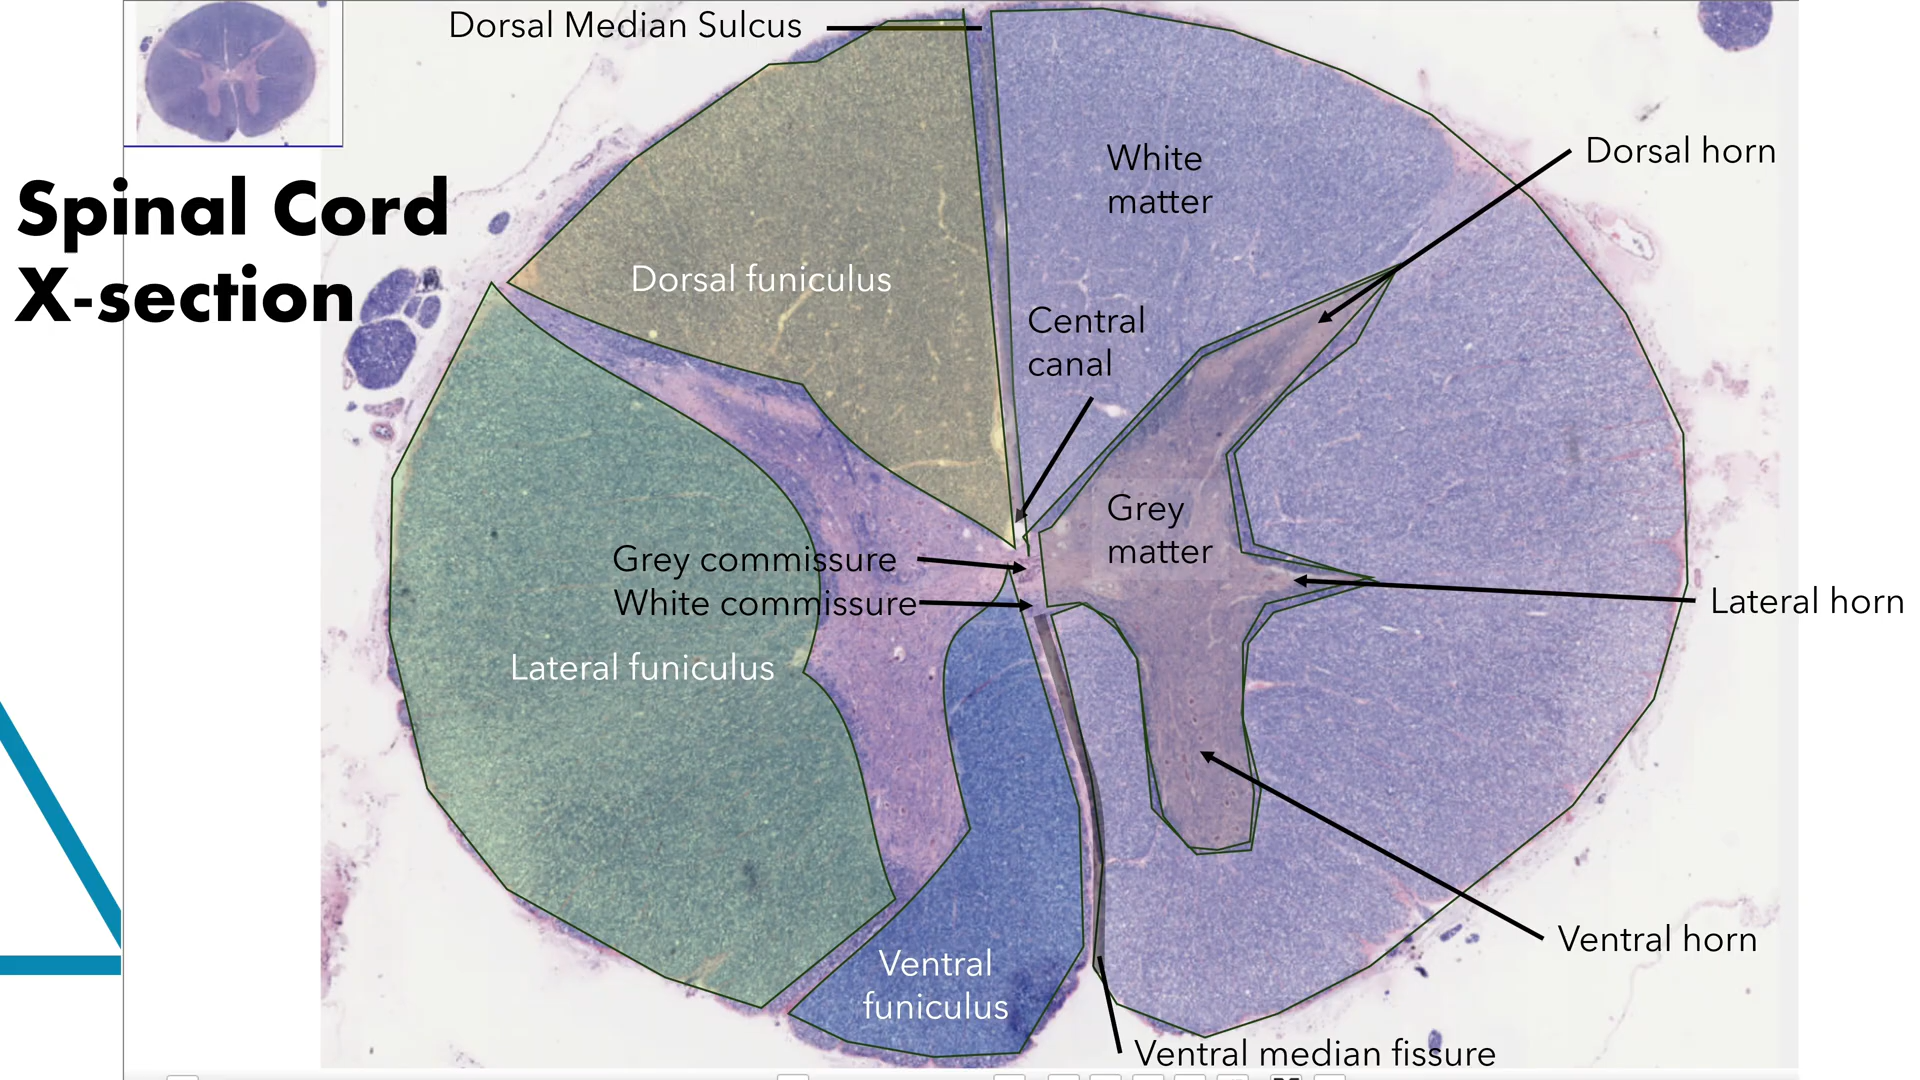 Dorsal Median Sulcus
Spinal Cord
X-section
White
matter
Dorsal horn
Dorsal funiculus
Central
canal
Grey
matter
Grey commissure
White commissure
Lateral horn
Lateral funiculus
Ventral horn
Ventral
funiculus
Ventral median fissure